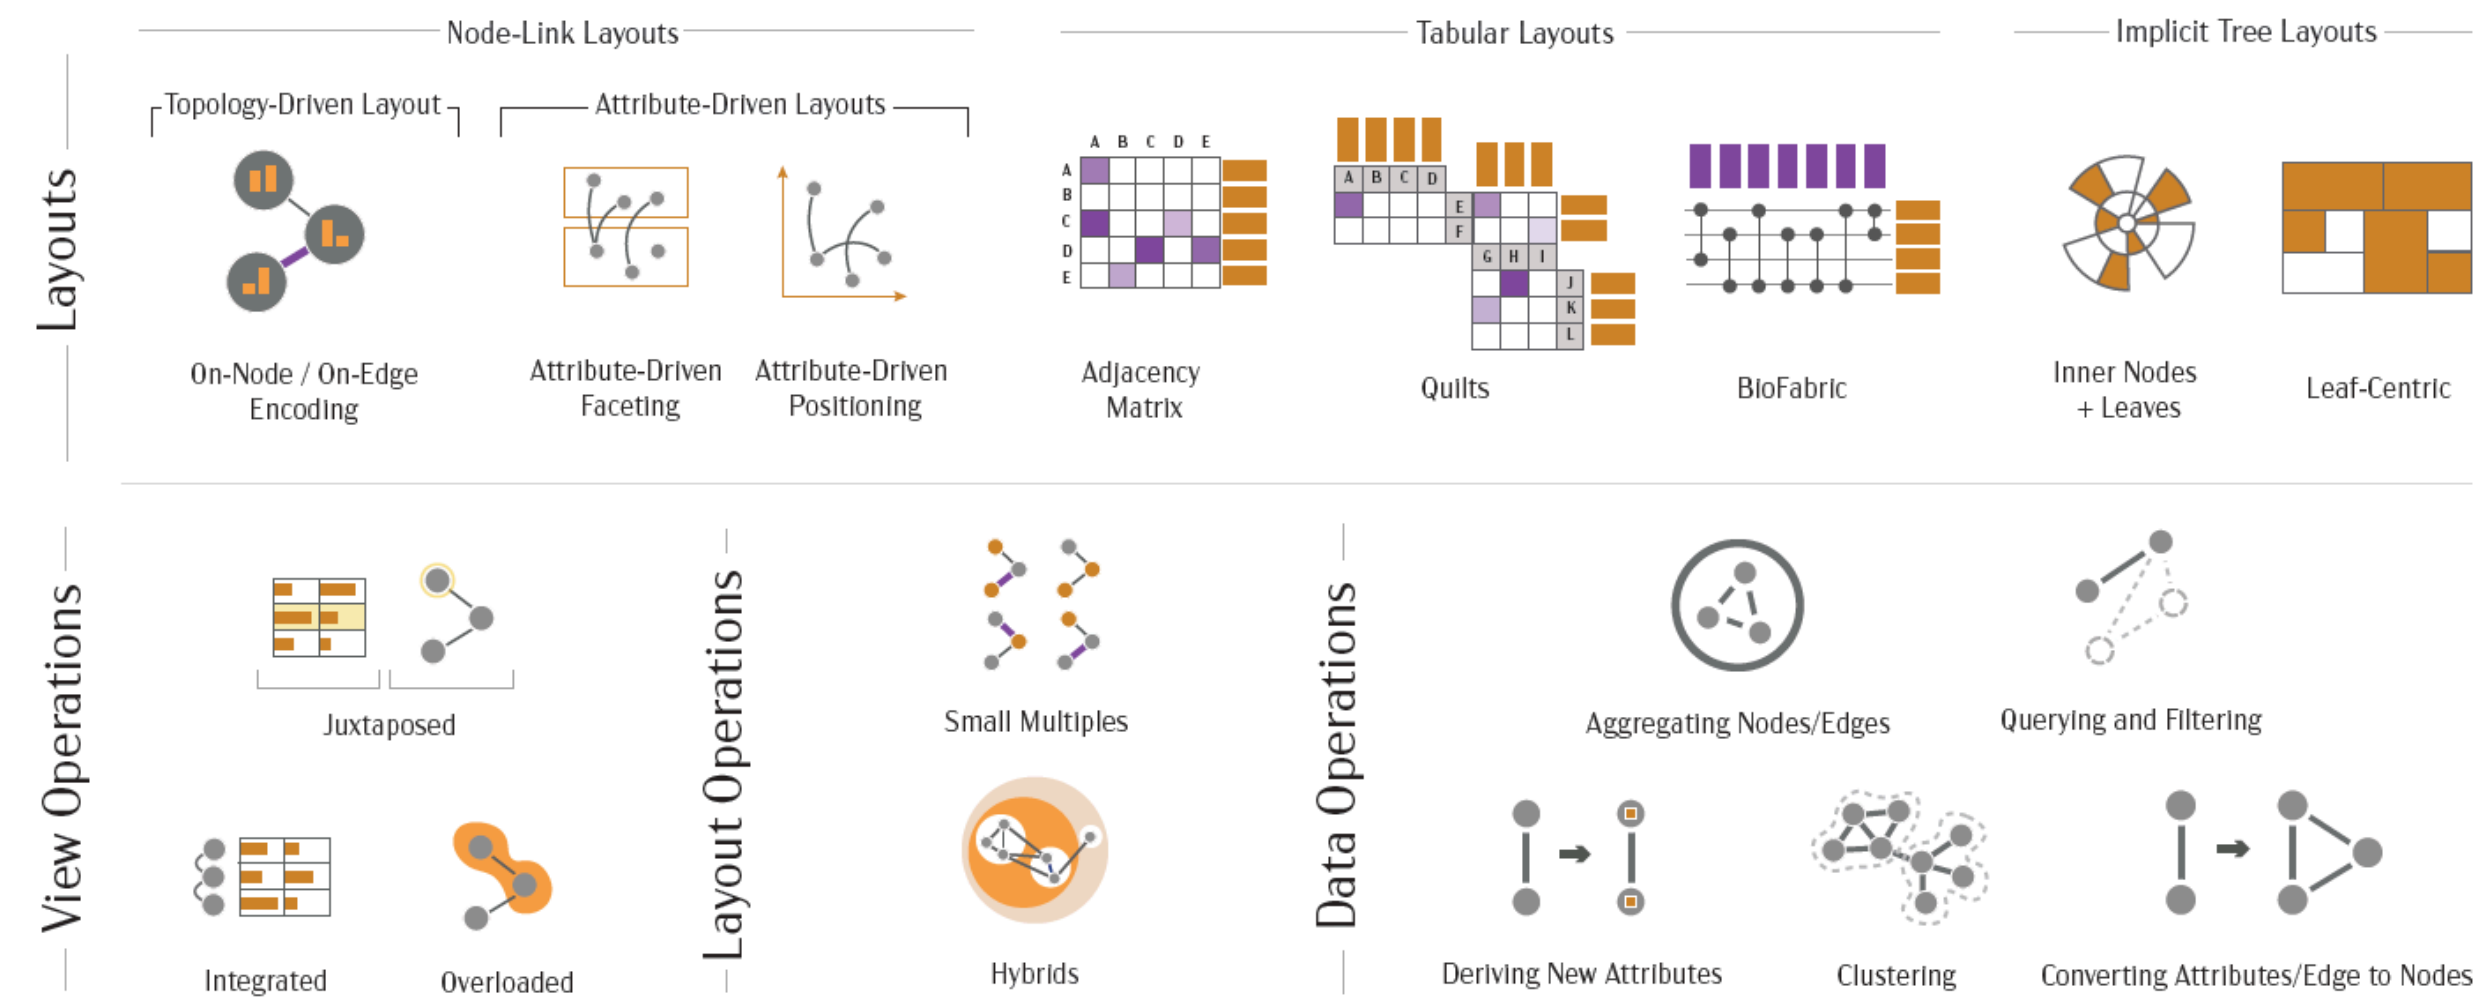 Node-Link Layouts
Tabular Layouts
Implicit Tree Layouts
Layouts
Topology-Driven Layout
Attribute-Driven Layouts
On-Node / On-Edge
Encoding
Attribute-Driven
Faceting
Attribute-Driven
Positioning
A B C D E
A
B
C
D
E
Adjacency
Matrix
A B C D
E
F
G H I
J
K
L
Quilts
BioFabric
Inner Nodes
+ Leaves
Leaf-Centric
View Operations
Juxtaposed
Integrated
Overloaded
Layout Operations
Small Multiples
Hybrids
Data Operations
Aggregating Nodes/Edges
Querying and Filtering
Deriving New Attributes
Clustering
Converting Attributes/Edge to Nodes